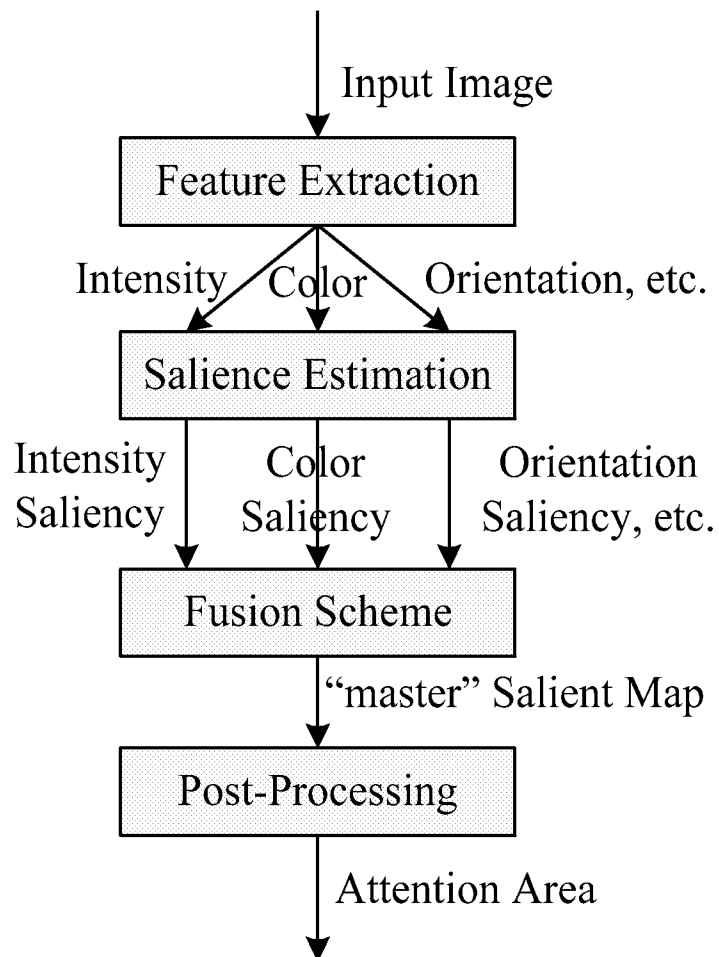 Input Image
Feature Extraction
Intensity Color Orientation, etc.
Salience Estimation
Intensity Color Orientation
Saliency Saliency Saliency, etc.
Fusion Scheme
“master” Salient Map
Post-Processing
Attention Area